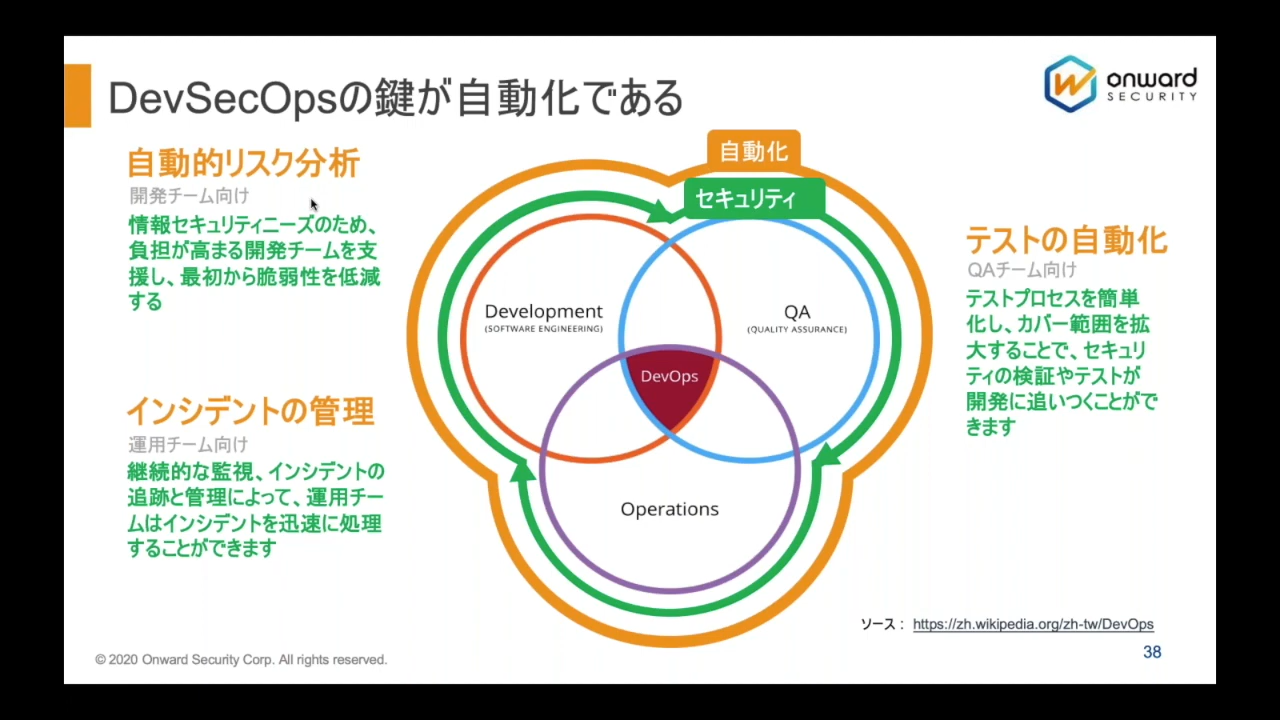 DevSecOpsの鍵が自動化である
onward
SECURITY
自動的リスク分析
開発チーム向け
情報セキュリティニーズのため、
負担が高まる開発チームを支
援し、最初から脆弱性を低減
する
インシデントの管理
運用チーム向け
継続的な監視、インシデントの
追跡と管理によって、運用チー
ムはインシデントを迅速に処理
することができます
自動化
セキュリティ
Development
(SOFTWARE ENGINEERING)
QA
(QUALITY ASSURANCE)
DevOps
Operations
テストの自動化
QAチーム向け
テストプロセスを簡単
化し、カバー範囲を拡
大することで、セキュリ
ティの検証やテストが
開発に追いつくことがで
きます
ソース： https://zh.wikipedia.org/zh-tw/DevOps
© 2020 Onward Security Corp. All rights reserved.
38